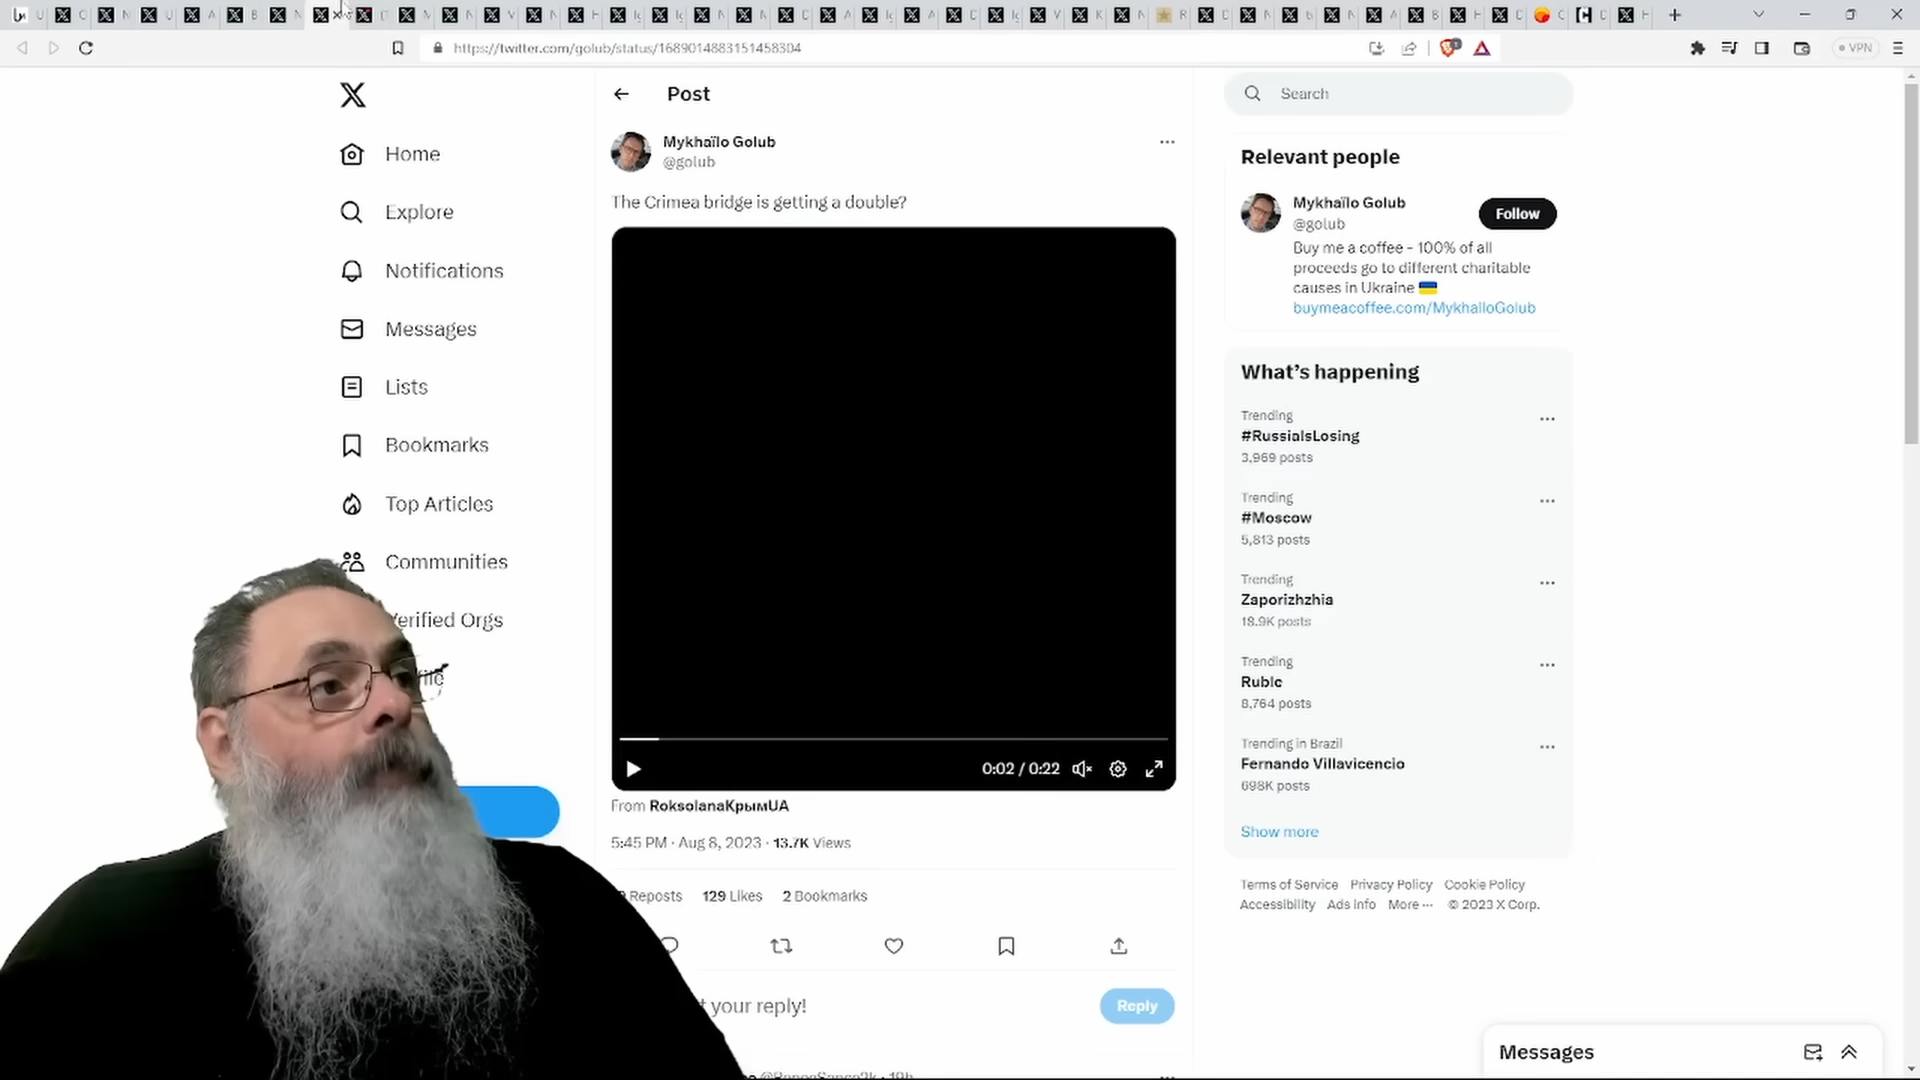 https://twitter.com/golub/status/1689014883151458304
VPN
Home
Explore
Notifications
Messages
Lists
Bookmarks
Top Articles
Communities
Verified Orgs
Post
Mykhaïlo Golub
@golub
The Crimea bridge is getting a double?
0:02 / 0:22
From RoksolanaКрымUA
5:45 PM · Aug 8, 2023 · 13.7K Views
Reposts 129 Likes 2 Bookmarks
your reply!
Reply
Search
Relevant people
Mykhaïlo Golub
@golub
Follow
Buy me a coffee - 100% of all
proceeds go to different charitable
causes in Ukraine
buymeacoffee.com/MykhailoGolub
What's happening
Trending
#RussiaIsLosing
3,969 posts
Trending
#Moscow
5,813 posts
Trending
Zaporizhzhia
18.9K posts
Trending
Rubic
8,764 posts
Trending in Brazil
Fernando Villavicencio
698K posts
Show more
Terms of Service Privacy Policy Cookie Policy
Accessibility Ads info More ··· © 2023 X Corp.
Messages